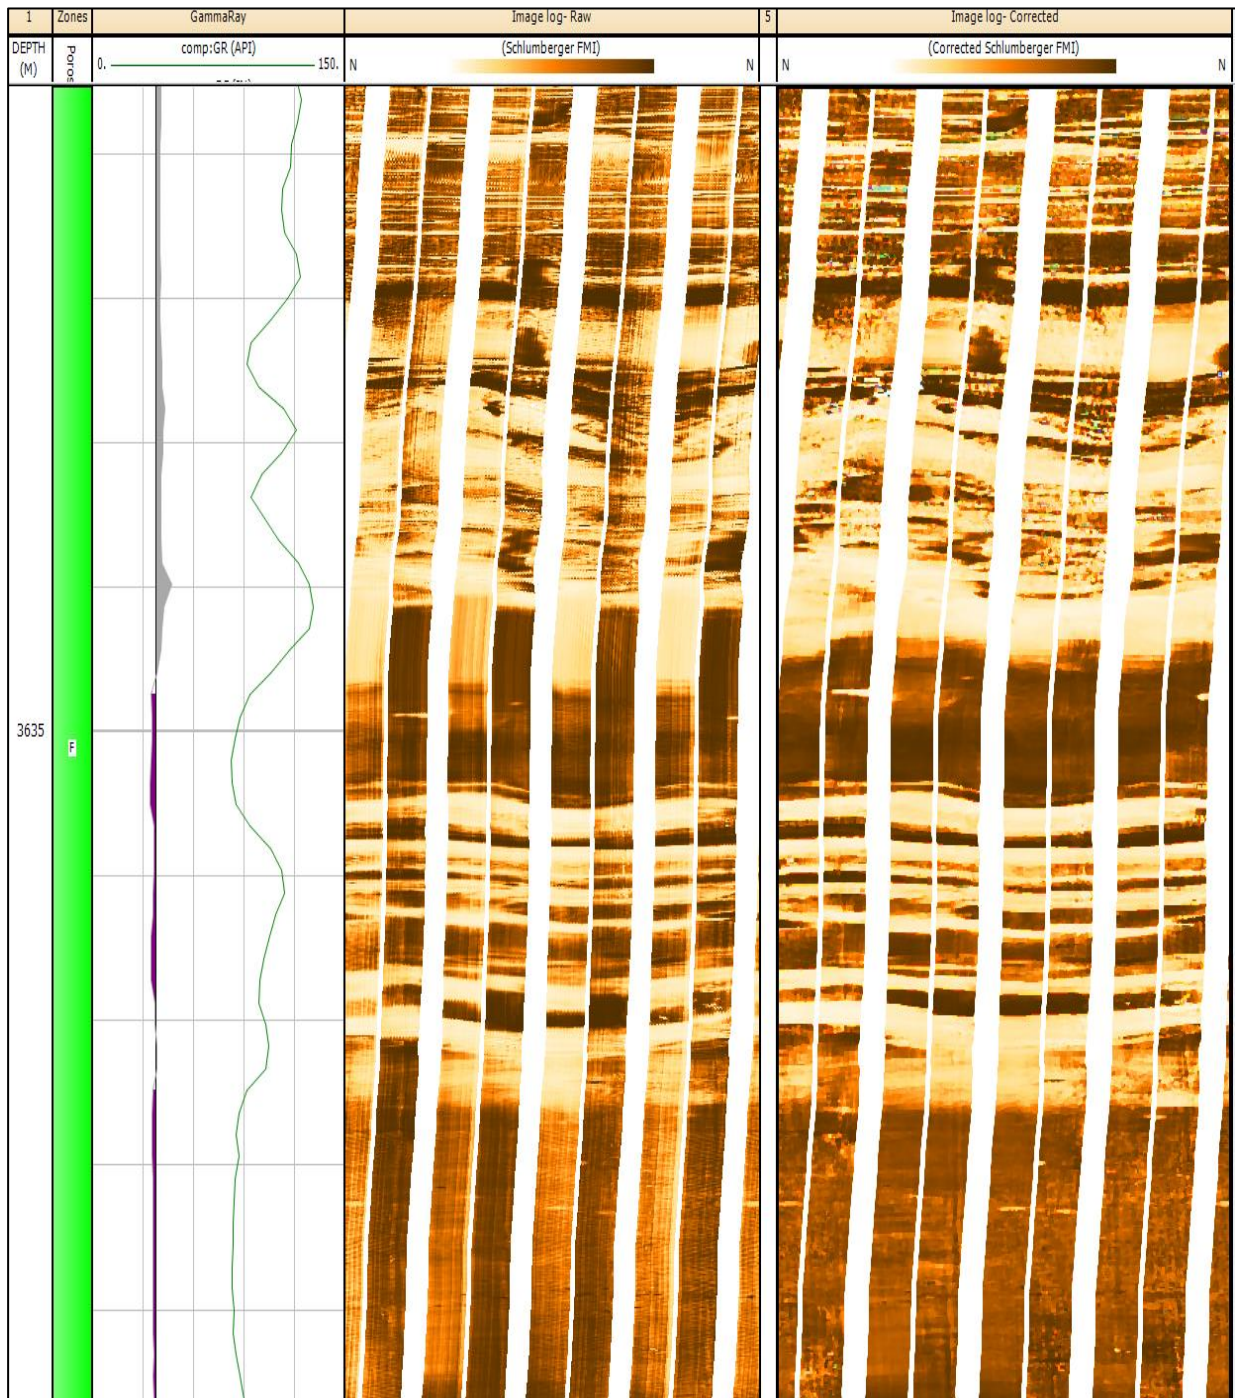 1 Zones GammaRay Image log- Raw 5 Image log- Corrected
DEPTH (M) Poros comp:GR (API) (Schlumberger FMI) (Corrected Schlumberger FMI)
0. 150. N N N N
3635
F